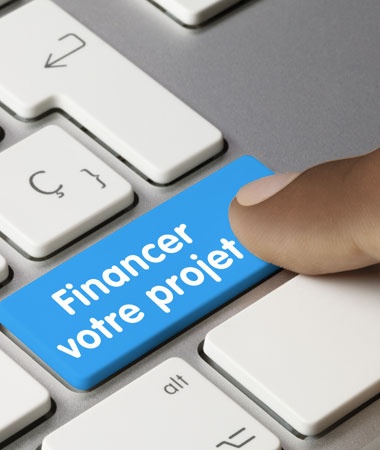 Ç }
Financer
votre projet
alt